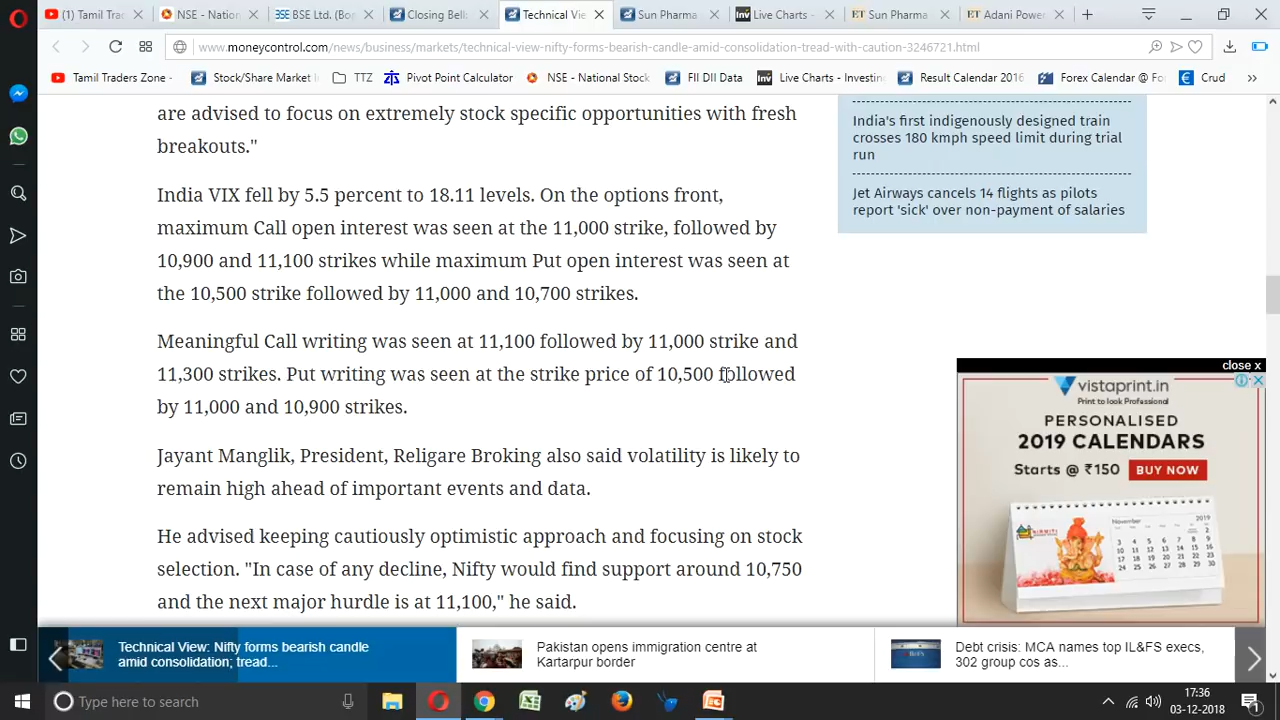 (1) Tamil Tra
NSE - Nation
BSE Ltd. (Bon
Closing Bell
Technical Vie
Sun Pharma
Live Charts -
Sun Pharma
Adani Power
www.moneycontrol.com/news/business/markets/technical-view-nifty-forms-bearish-candle-amid-consolidation-tread-with-caution-3246721.html
Tamil Traders Zone -
Stock/Share Market
TTZ
Pivot Point Calculator
NSE - National Stock
FII DII Data
Live Charts - Investin
Result Calendar 2016
Forex Calendar @ Fo
Crud
are advised to focus on extremely stock specific opportunities with fresh
breakouts."
India VIX fell by 5.5 percent to 18.11 levels. On the options front,
maximum Call open interest was seen at the 11,000 strike, followed by
10,900 and 11,100 strikes while maximum Put open interest was seen at
the 10,500 strike followed by 11,000 and 10,700 strikes.
Meaningful Call writing was seen at 11,100 followed by 11,000 strike and
11,300 strikes. Put writing was seen at the strike price of 10,500 followed
by 11,000 and 10,900 strikes.
Jayant Manglik, President, Religare Broking also said volatility is likely to
remain high ahead of important events and data.
He advised keeping cautiously optimistic approach and focusing on stock
selection. "In case of any decline, Nifty would find support around 10,750
and the next major hurdle is at 11,100," he said.
India's first indigenously designed train
crosses 180 kmph speed limit during trial
run
Jet Airways cancels 14 flights as pilots
report 'sick' over non-payment of salaries
close x
vistaprint.in
Print to look Professional
PERSONALISED
2019 CALENDARS
Starts @ ₹150 BUY NOW
November
2019
Technical View: Nifty forms bearish candle
amid consolidation; tread...
Pakistan opens immigration centre at
Kartarpur border
Debt crisis: MCA names top IL&FS execs,
302 group cos as...
Type here to search
17:36
03-12-2018